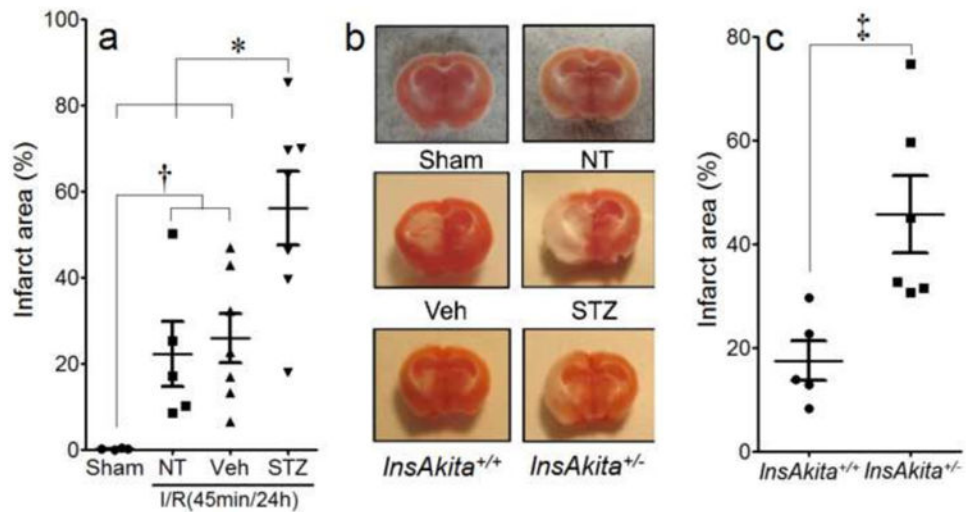 a
Infarct area (%)
100
80
60
40
20
0
*
†
Sham NT Veh STZ
I/R(45min/24h)
b
Sham NT
Veh STZ
InsAkita+/+ InsAkita+/-
c
Infarct area (%)
80
60
40
20
0
‡
InsAkita+/+ InsAkita+/-